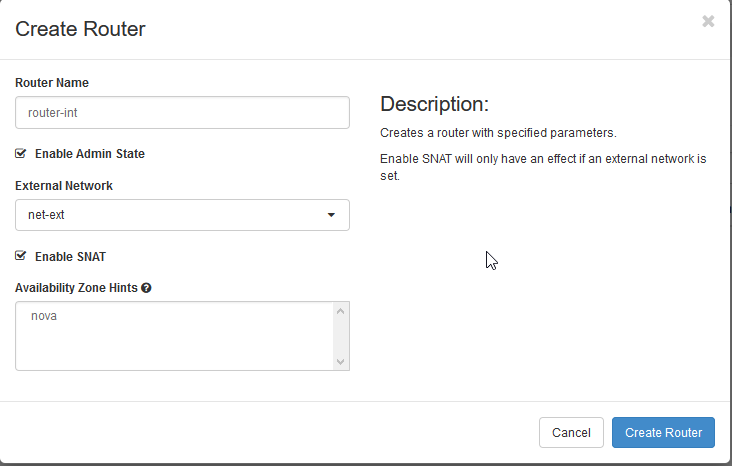 Create Router
Router Name
router-int
Enable Admin State
External Network
net-ext
Enable SNAT
Availability Zone Hints
nova
Description:
Creates a router with specified parameters.
Enable SNAT will only have an effect if an external network is
set.
Cancel
Create Router